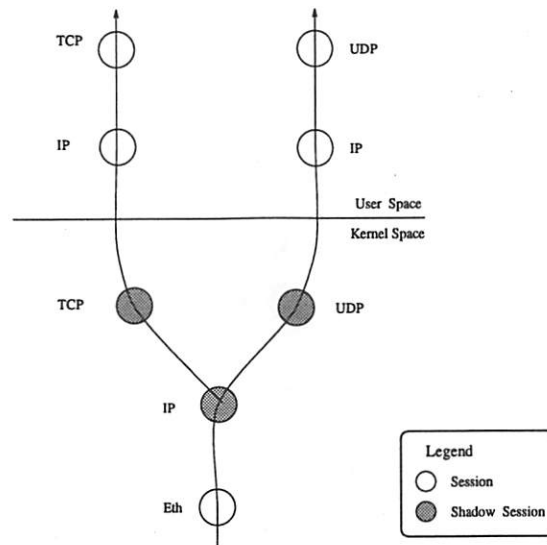 TCP
UDP
IP
IP
User Space
Kernel Space
TCP
UDP
IP
Legend
Session
Eth
Shadow Session